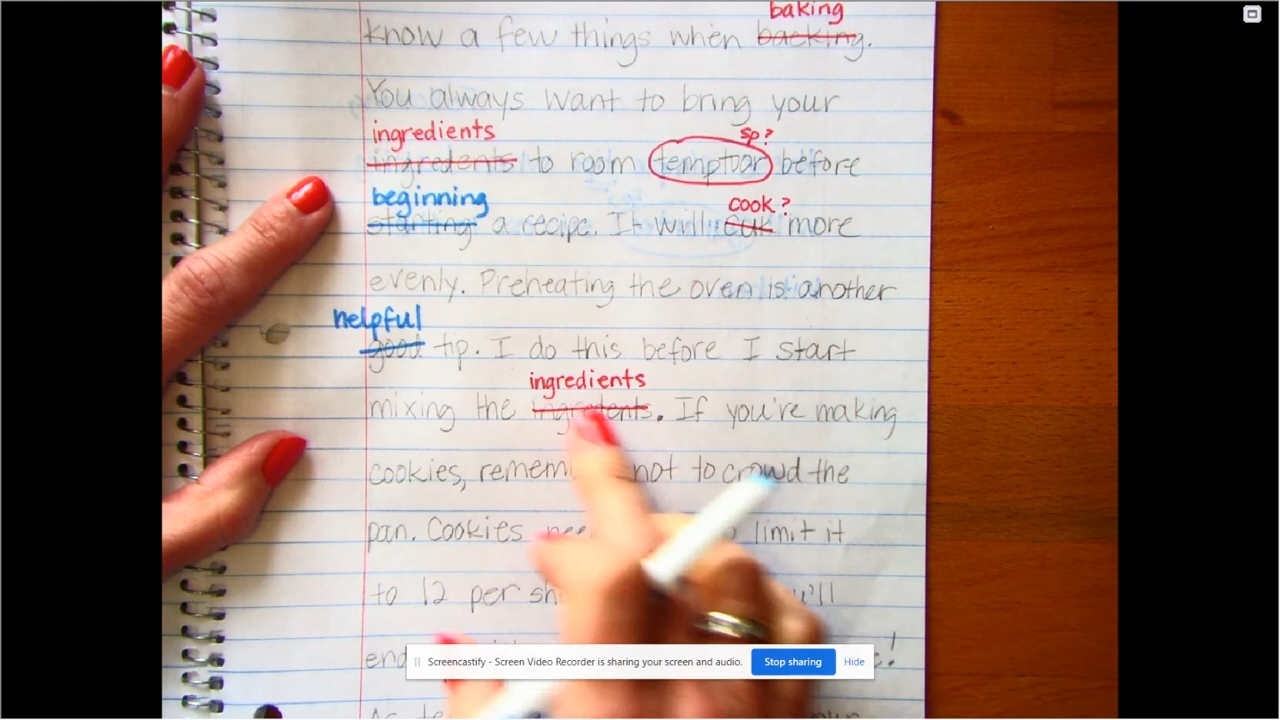 baking
know a few things when backing.
You always want to bring your
ingredients sp?
ingredents to room temptoor before
beginning cook?
starting a recipe. It will cuk more
evenly. Preheating the oven is another
helpful
good tip. I do this before I start
ingredients
mixing the ingredents. If you're making
cookies, not to crowd the
pan. Cookies limit it
to 12 per
Screencastify - Screen Video Recorder is sharing your screen and audio. Stop sharing Hide